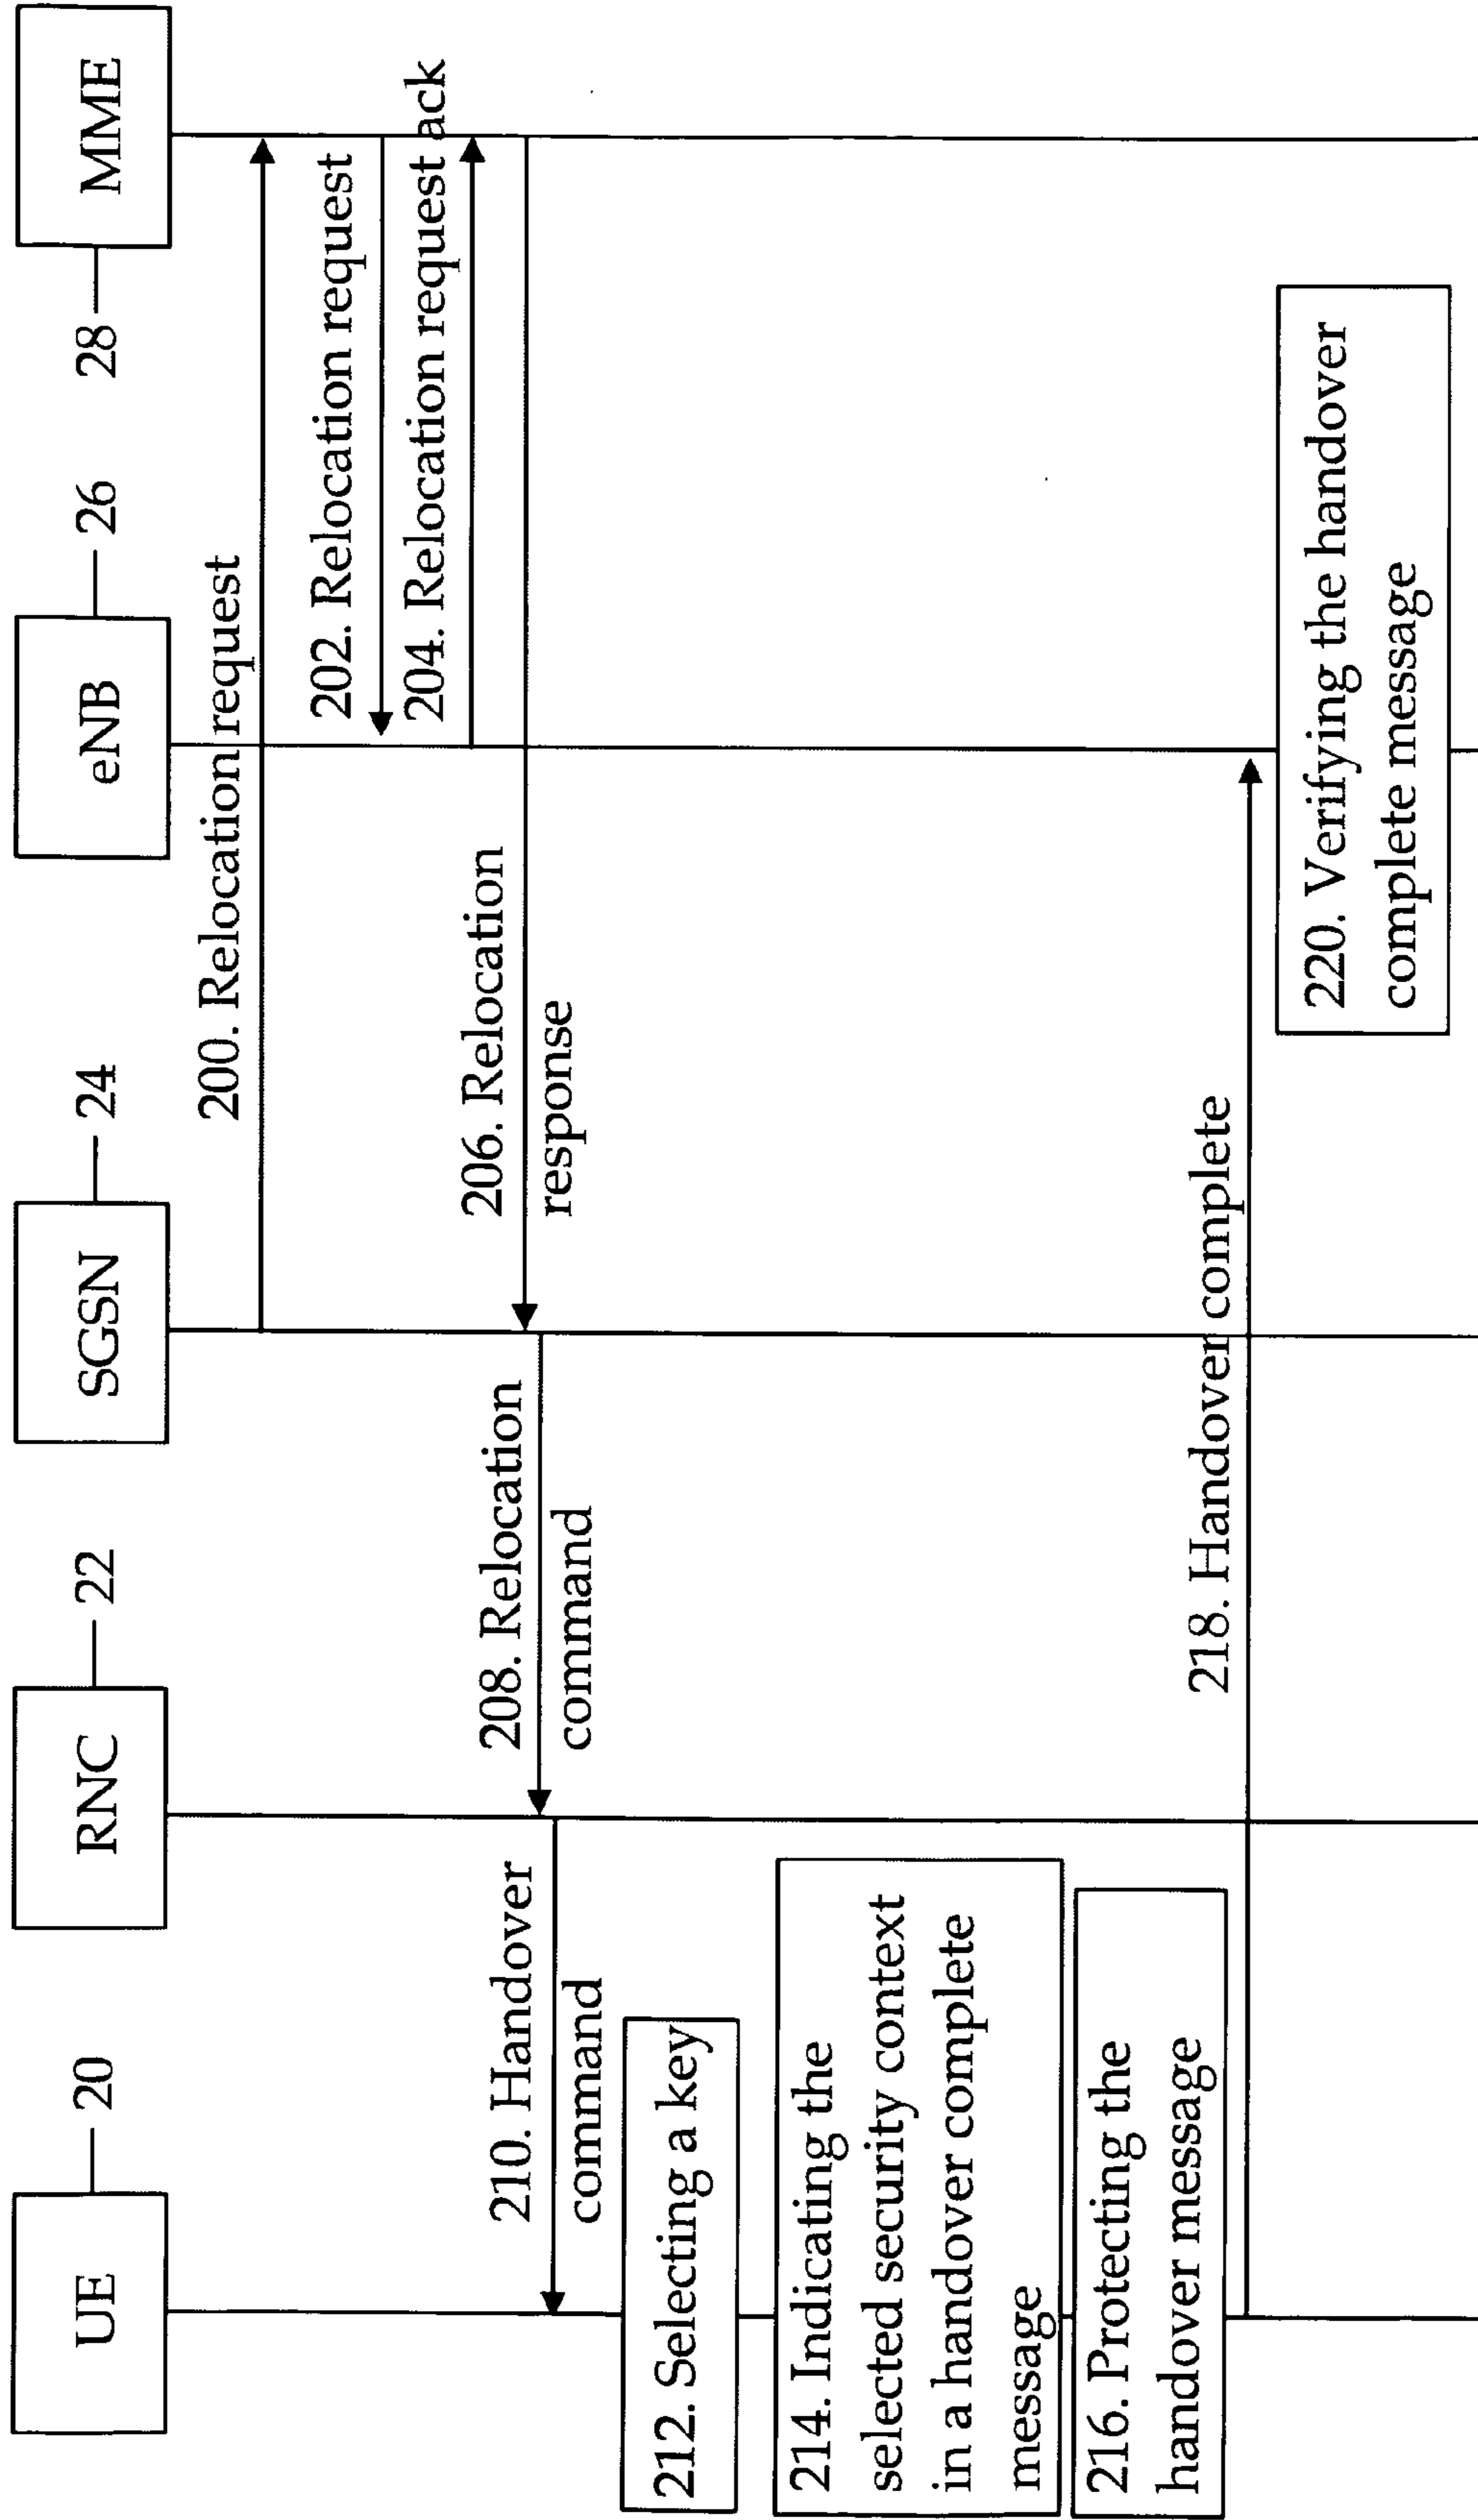 UE
20
RNC
22
SGSN
24
eNB
26
MME
28
200. Relocation request
202. Relocation request
204. Relocation request ack
206. Relocation
response
208. Relocation
command
210. Handover
command
212. Selecting a key
214. Indicating the
selected security context
in a handover complete
message
216. Protecting the
handover message
218. Handover complete
220. Verifying the handover
complete message